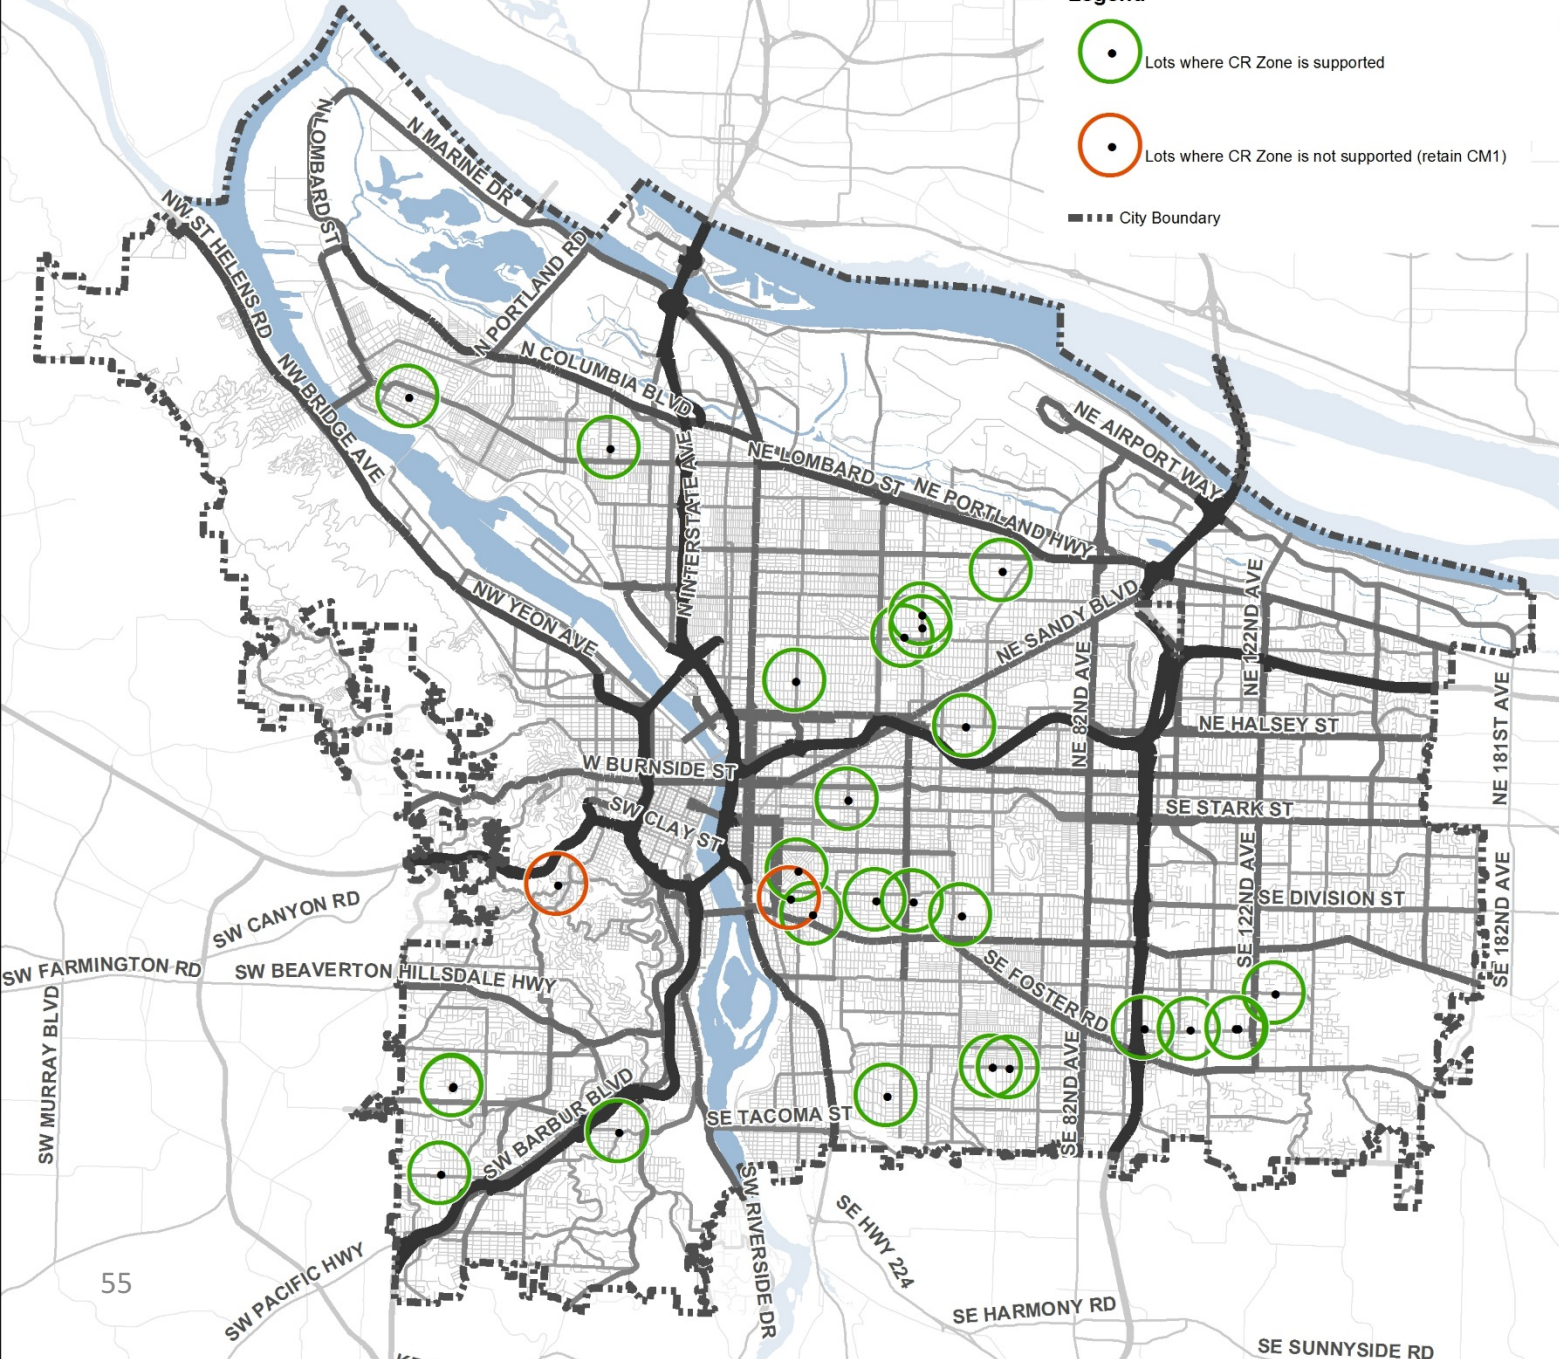 Legend
Lots where CR Zone is supported
Lots where CR Zone is not supported (retain CM1)
City Boundary
N LOMBARD ST
N MARINE DR
NW ST HELENS RD
N PORTLAND RD
N COLUMBIA BLVD
NW BRIDGE AVE
NE AIRPORT WAY
N INTERSTATE AVE
NE LOMBARD ST
NE PORTLAND HWY
NW YEON AVE
NE SANDY BLVD
NE 122ND AVE
NE 82ND AVE
NE 181ST AVE
NE HALSEY ST
W BURNSIDE ST
SE STARK ST
SW CLAY ST
SE 122ND AVE
SE 182ND AVE
SE DIVISION ST
SW CANYON RD
SW FARMINGTON RD
SW BEAVERTON HILLSDALE HWY
SE FOSTER RD
SW MURRAY BLVD
SE 82ND AVE
SW BARBUR BLVD
SE TACOMA ST
SW RIVERSIDE DR
SE HWY 224
SW PACIFIC HWY
55
SE HARMONY RD
SE SUNNYSIDE RD